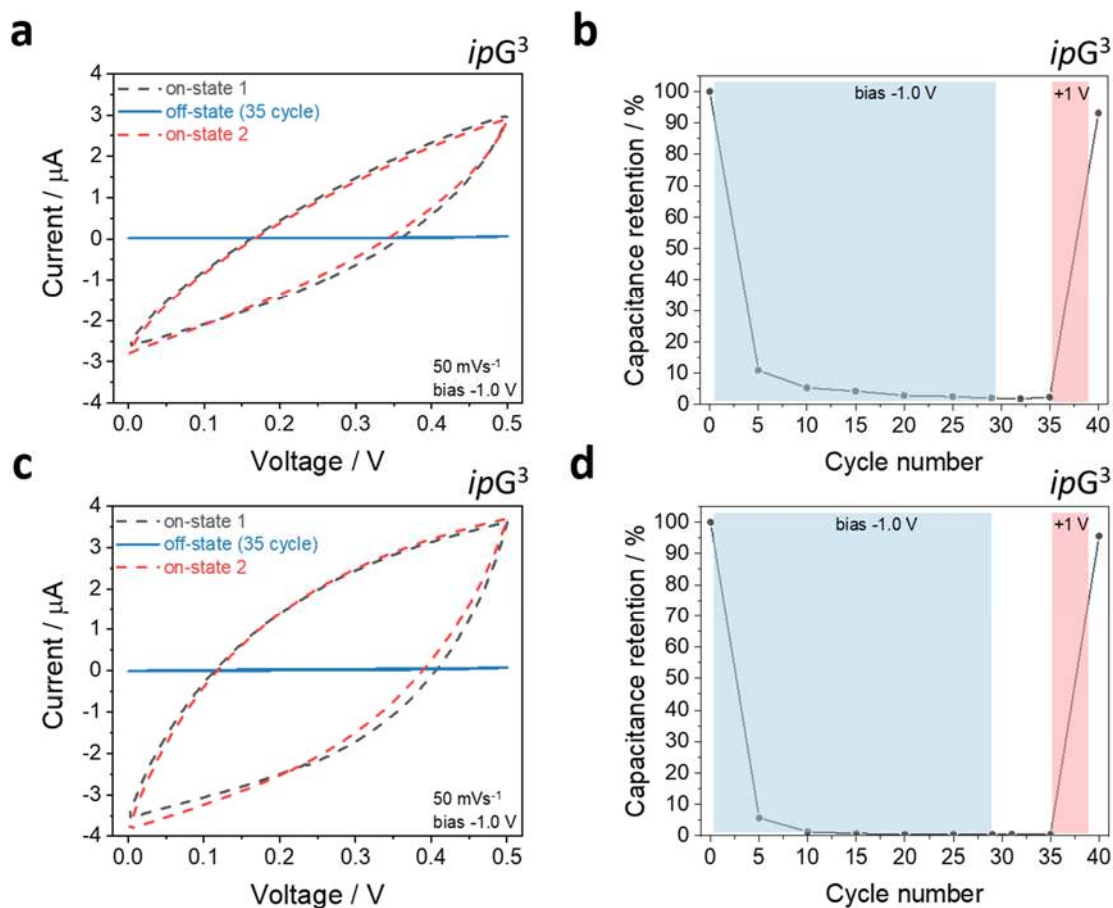 a
ipG³
4
3
2
1
0
-1
-2
-3
-4
Current / μA
on-state 1
off-state (35 cycle)
on-state 2
50 mVs⁻¹
bias -1.0 V
0.0 0.1 0.2 0.3 0.4 0.5
Voltage / V
b
ipG³
100
90
80
70
60
50
40
30
20
10
0
Capacitance retention / %
bias -1.0 V
+1 V
0 5 10 15 20 25 30 35 40
Cycle number
c
ipG³
4
3
2
1
0
-1
-2
-3
-4
Current / μA
on-state 1
off-state (35 cycle)
on-state 2
50 mVs⁻¹
bias -1.0 V
0.0 0.1 0.2 0.3 0.4 0.5
Voltage / V
d
ipG³
100
90
80
70
60
50
40
30
20
10
0
Capacitance retention / %
bias -1.0 V
+1 V
0 5 10 15 20 25 30 35 40
Cycle number